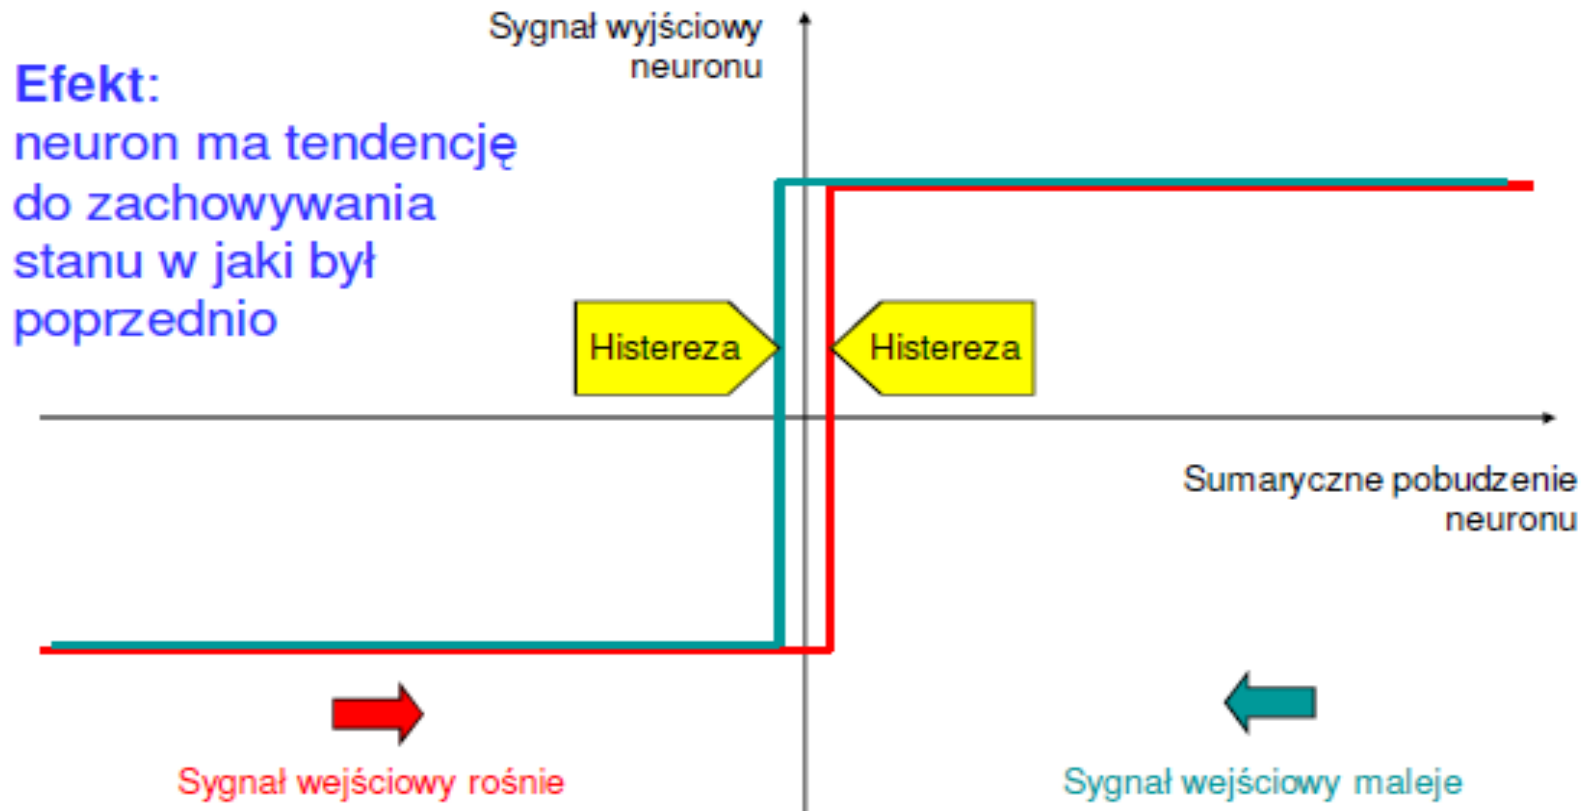 Sygnał wyjściowy
neuronu
Efekt:
neuron ma tendencję
do zachowywania
stanu w jaki był
poprzednio
Histereza
Histereza
Sumaryczne pobudzenie
neuronu
Sygnał wejściowy rośnie
Sygnał wejściowy maleje